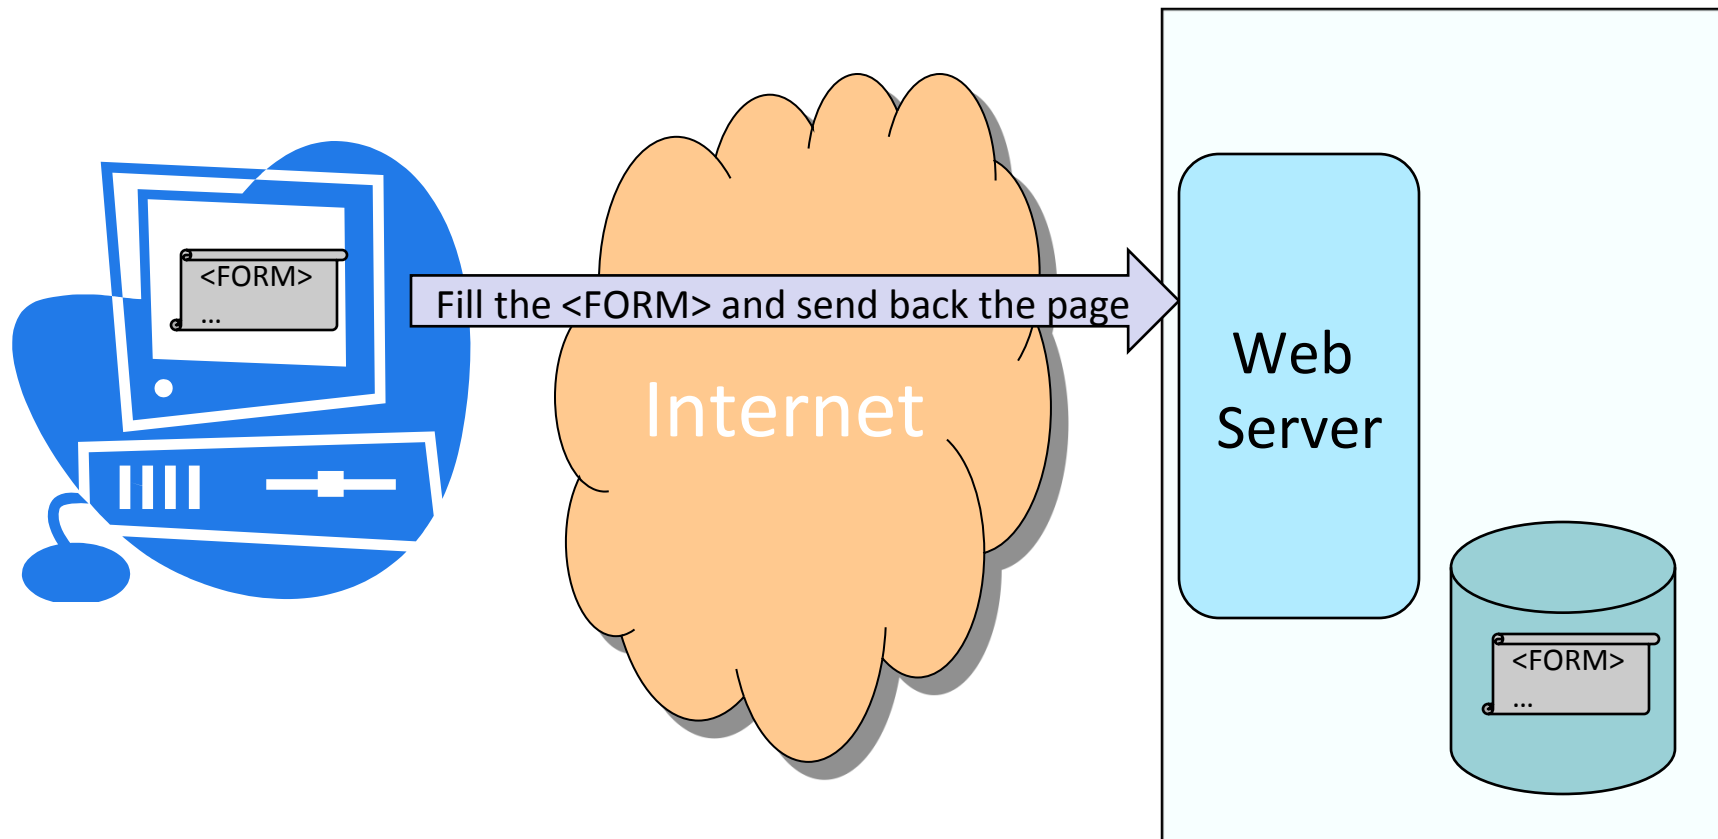 <FORM>
...
Fill the <FORM> and send back the page
Internet
Web
Server
<FORM>
...